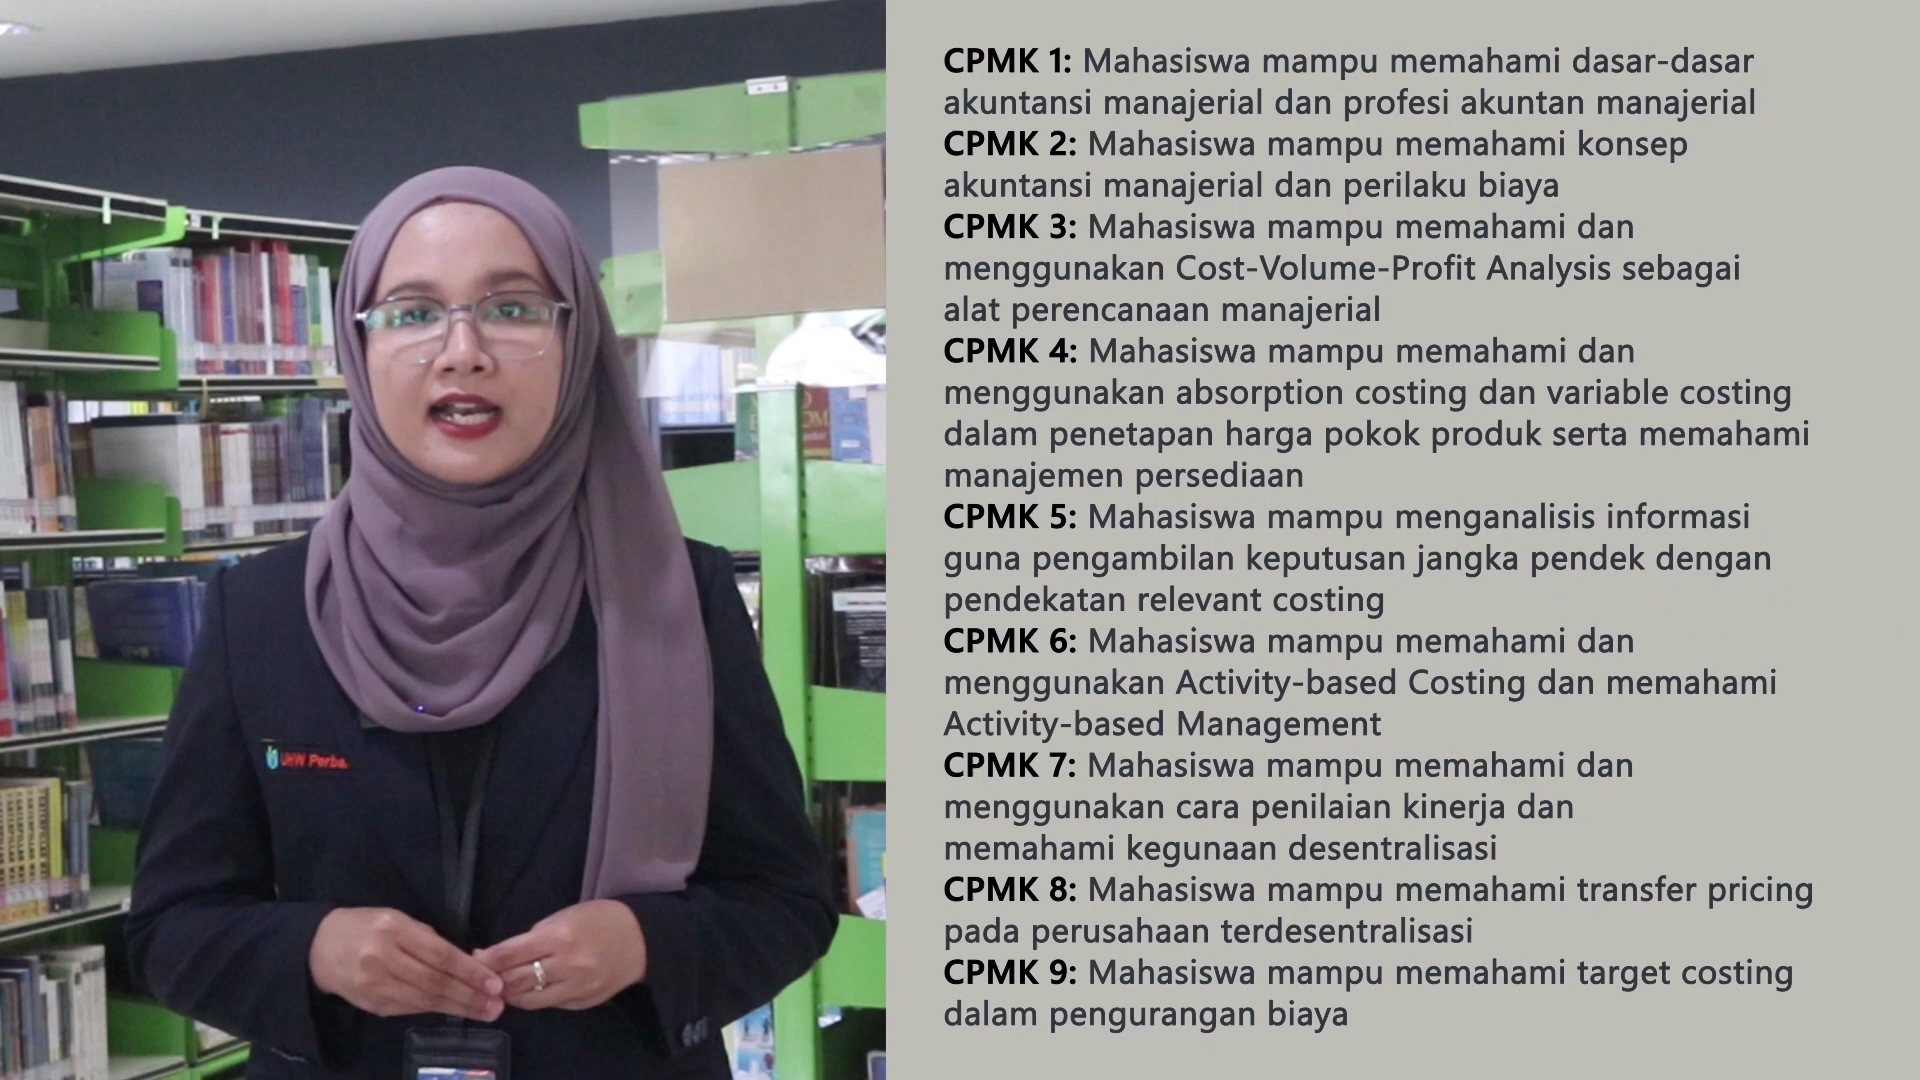 CPMK 1: Mahasiswa mampu memahami dasar-dasar
akuntansi manajerial dan profesi akuntan manajerial
CPMK 2: Mahasiswa mampu memahami konsep
akuntansi manajerial dan perilaku biaya
CPMK 3: Mahasiswa mampu memahami dan
menggunakan Cost-Volume-Profit Analysis sebagai
alat perencanaan manajerial
CPMK 4: Mahasiswa mampu memahami dan
menggunakan absorption costing dan variable costing
dalam penetapan harga pokok produk serta memahami
manajemen persediaan
CPMK 5: Mahasiswa mampu menganalisis informasi
guna pengambilan keputusan jangka pendek dengan
pendekatan relevant costing
CPMK 6: Mahasiswa mampu memahami dan
menggunakan Activity-based Costing dan memahami
Activity-based Management
CPMK 7: Mahasiswa mampu memahami dan
menggunakan cara penilaian kinerja dan
memahami kegunaan desentralisasi
CPMK 8: Mahasiswa mampu memahami transfer pricing
pada perusahaan terdesentralisasi
CPMK 9: Mahasiswa mampu memahami target costing
dalam pengurangan biaya